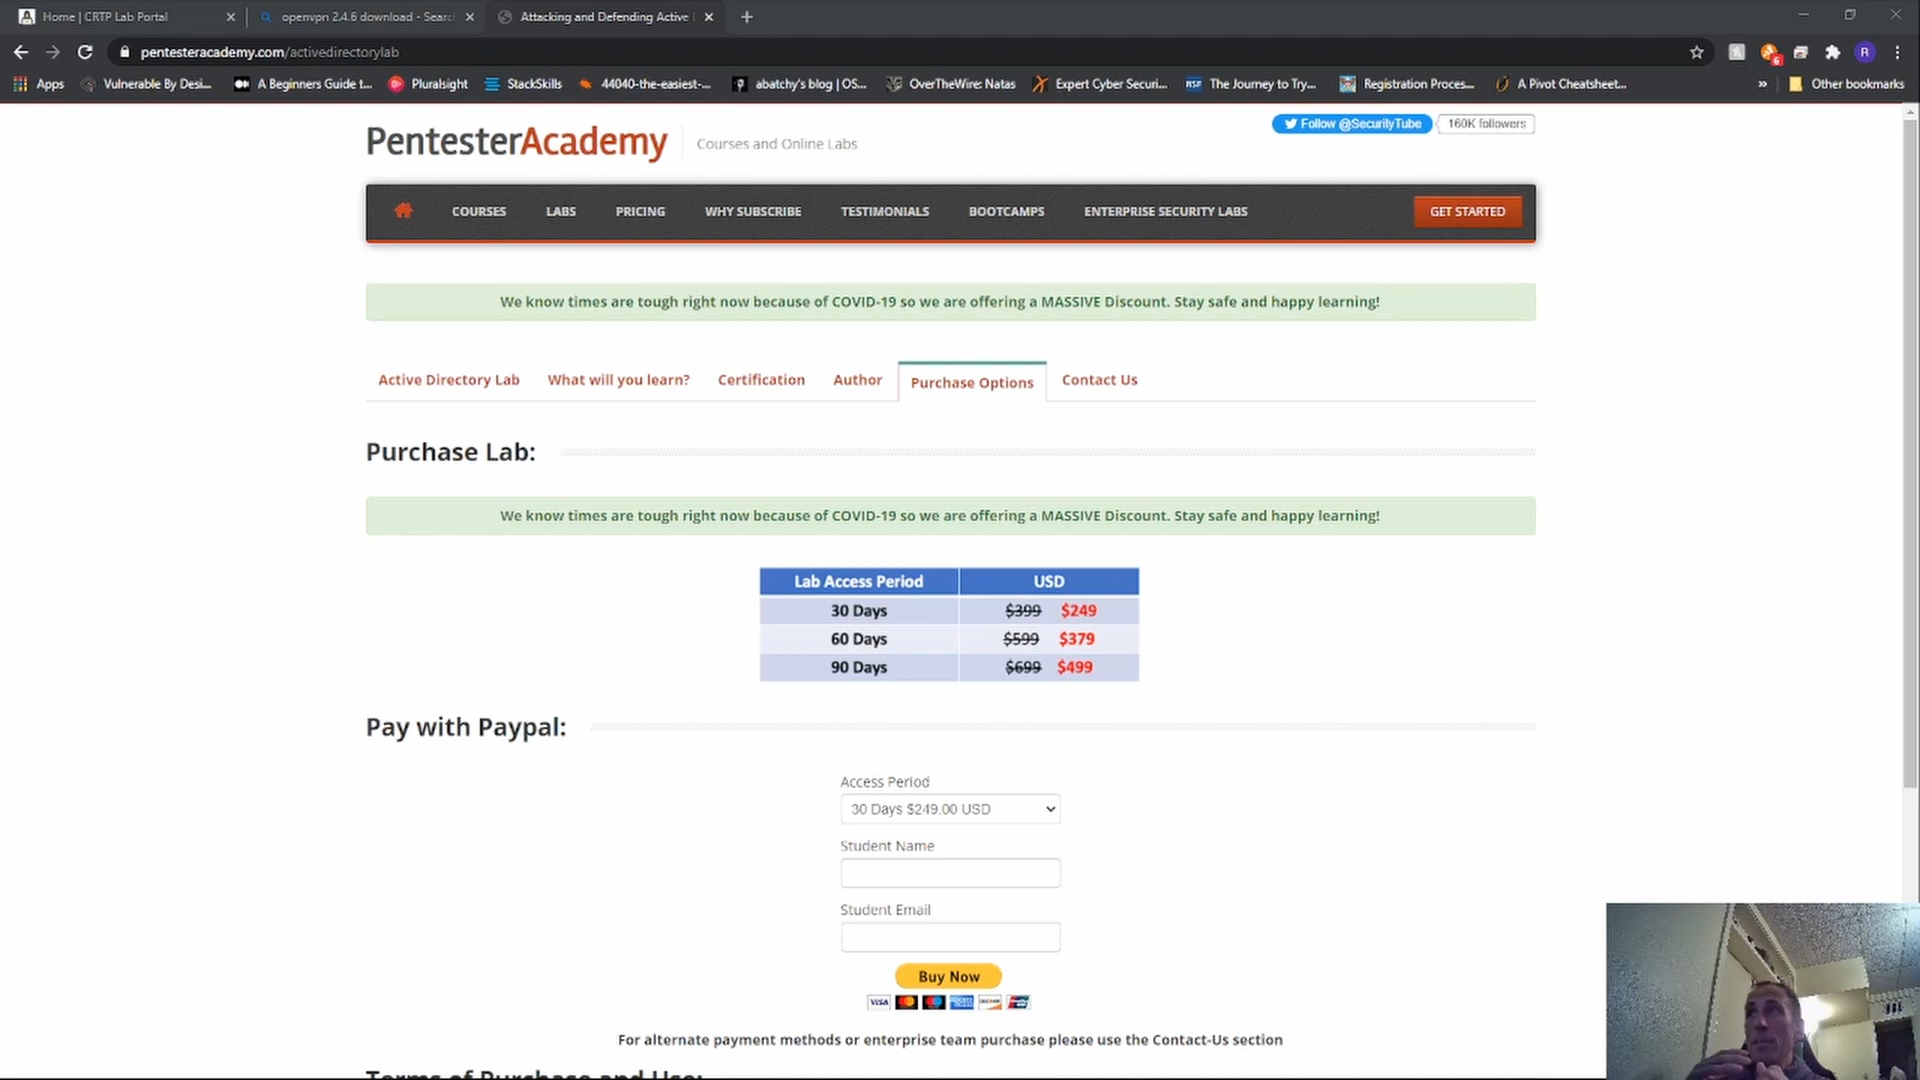 Home | CRTP Lab Portal
openvpn 2.4.6 download - Searc
Attacking and Defending Active
pentesteracademy.com/activedirectorylab
R
Apps
Vulnerable By Desi...
A Beginners Guide t...
Pluralsight
StackSkills
44040-the-easiest-...
abatchy's blog | OS...
OverTheWire: Natas
Expert Cyber Securi...
The Journey to Try...
Registration Proces...
A Pivot Cheatsheet...
»
Other bookmarks
PentesterAcademy
Courses and Online Labs
Follow @SecurityTube
160K followers
COURSES
LABS
PRICING
WHY SUBSCRIBE
TESTIMONIALS
BOOTCAMPS
ENTERPRISE SECURITY LABS
GET STARTED
We know times are tough right now because of COVID-19 so we are offering a MASSIVE Discount. Stay safe and happy learning!
Active Directory Lab
What will you learn?
Certification
Author
Purchase Options
Contact Us
Purchase Lab:
We know times are tough right now because of COVID-19 so we are offering a MASSIVE Discount. Stay safe and happy learning!
Lab Access Period USD
30 Days $399 $249
60 Days $599 $379
90 Days $699 $499
Pay with Paypal:
Access Period
30 Days $249.00 USD
Student Name
Student Email
Buy Now
VISA
For alternate payment methods or enterprise team purchase please use the Contact-Us section
Terms of Purchase and Use: